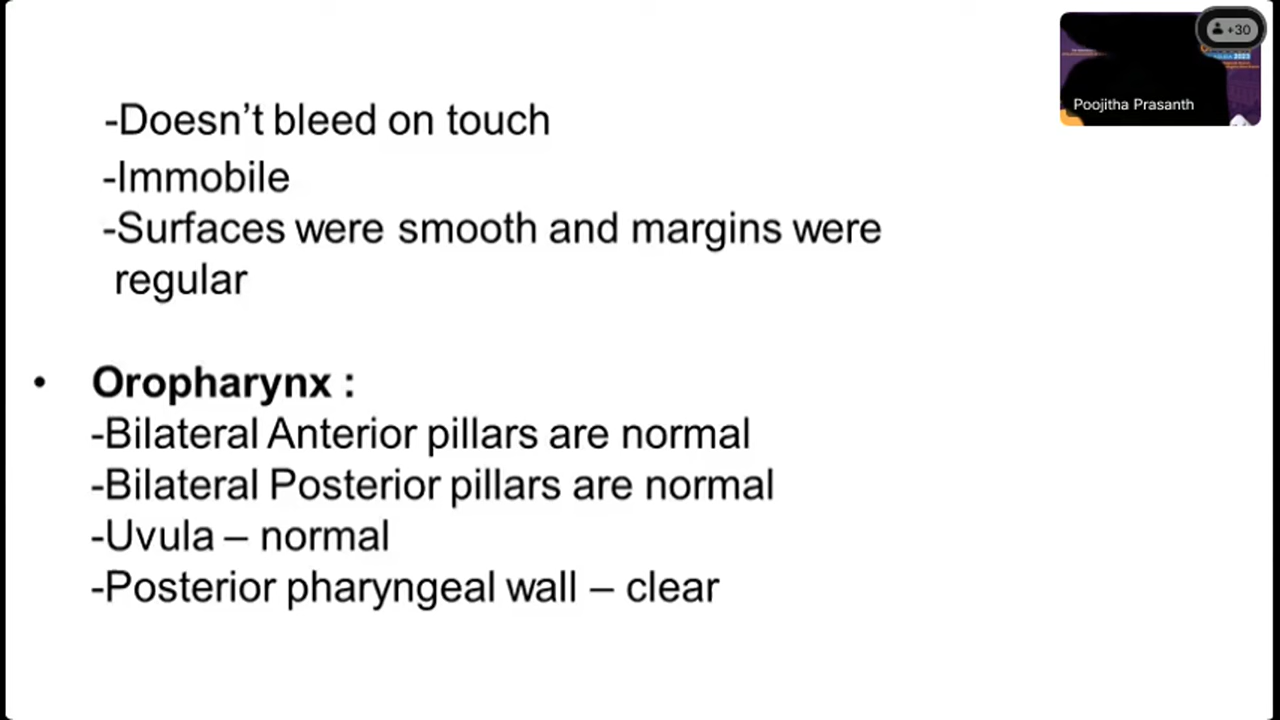 -Doesn’t bleed on touch
-Immobile
-Surfaces were smooth and margins were
regular
• Oropharynx :
-Bilateral Anterior pillars are normal
-Bilateral Posterior pillars are normal
-Uvula – normal
-Posterior pharyngeal wall – clear
+30
2023
Poojitha Prasanth